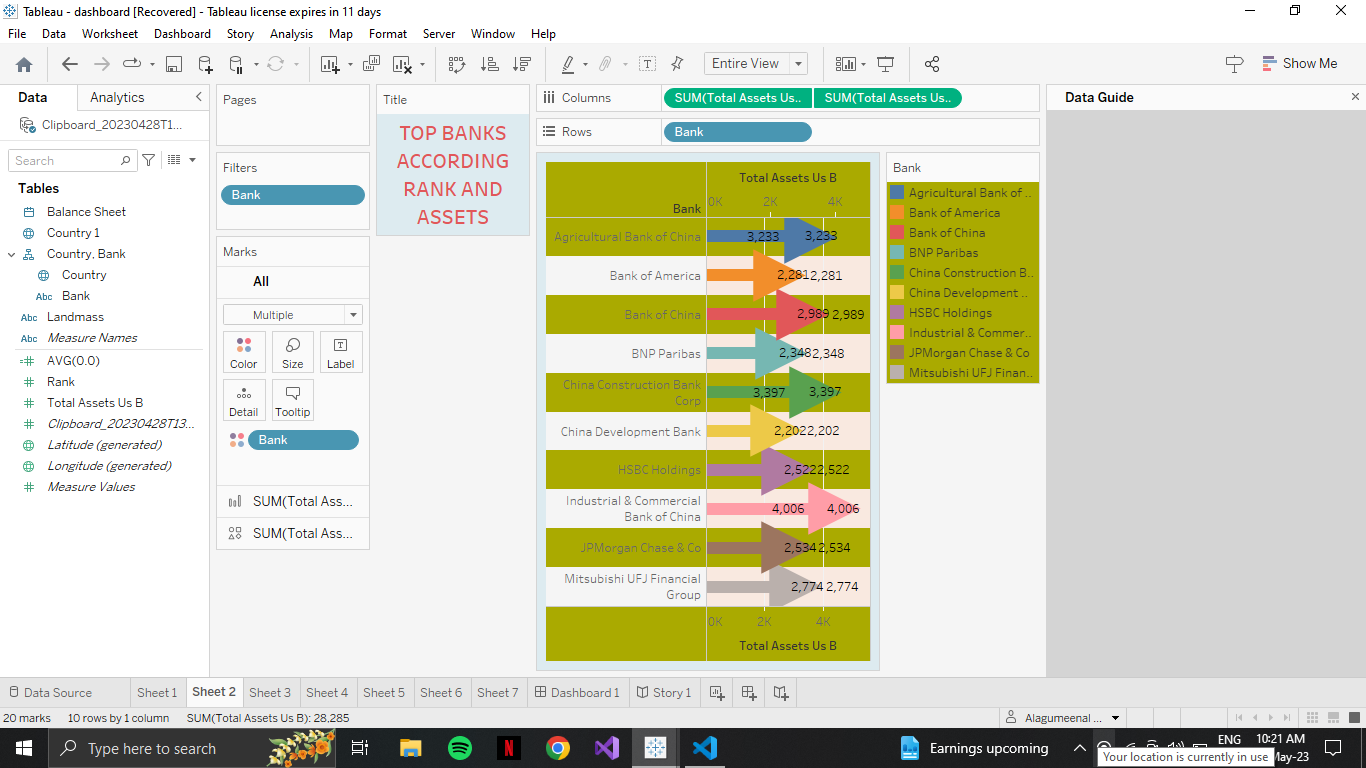 Tableau - dashboard [Recovered] - Tableau license expires in 11 days
File Data Worksheet Dashboard Story Analysis Map Format Server Window Help
Entire View
Show Me
Data Analytics
Clipboard_20230428T1...
Search
Tables
Balance Sheet
Country 1
Country, Bank
Country
Abc Bank
Abc Landmass
Abc Measure Names
AVG(0.0)
Rank
Total Assets Us B
Clipboard_20230428T13...
Latitude (generated)
Longitude (generated)
Measure Values
Pages
Filters
Bank
Marks
All
Multiple
Color Size Label
Detail Tooltip
Bank
SUM(Total Ass...
SUM(Total Ass...
Title
TOP BANKS
ACCORDING
RANK AND
ASSETS
Columns SUM(Total Assets Us.. SUM(Total Assets Us..
Rows Bank
Total Assets Us B
Bank 0K 2K 4K
Agricultural Bank of China 3,233 3,233
Bank of America 2,281 2,281
Bank of China 2,989 2,989
BNP Paribas 2,348 2,348
China Construction Bank
Corp 3,397 3,397
China Development Bank 2,202 2,202
HSBC Holdings 2,522 2,522
Industrial & Commercial
Bank of China 4,006 4,006
JPMorgan Chase & Co 2,534 2,534
Mitsubishi UFJ Financial
Group 2,774 2,774
0K 2K 4K
Total Assets Us B
Bank
Agricultural Bank of ..
Bank of America
Bank of China
BNP Paribas
China Construction B..
China Development ..
HSBC Holdings
Industrial & Commer..
JPMorgan Chase & Co
Mitsubishi UFJ Finan..
Data Guide
Data Source Sheet 1 Sheet 2 Sheet 3 Sheet 4 Sheet 5 Sheet 6 Sheet 7 Dashboard 1 Story 1
20 marks 10 rows by 1 column SUM(Total Assets Us B): 28,285
Alagumeenal ...
Type here to search
Earnings upcoming
ENG
10:21 AM
May-23
Your location is currently in use